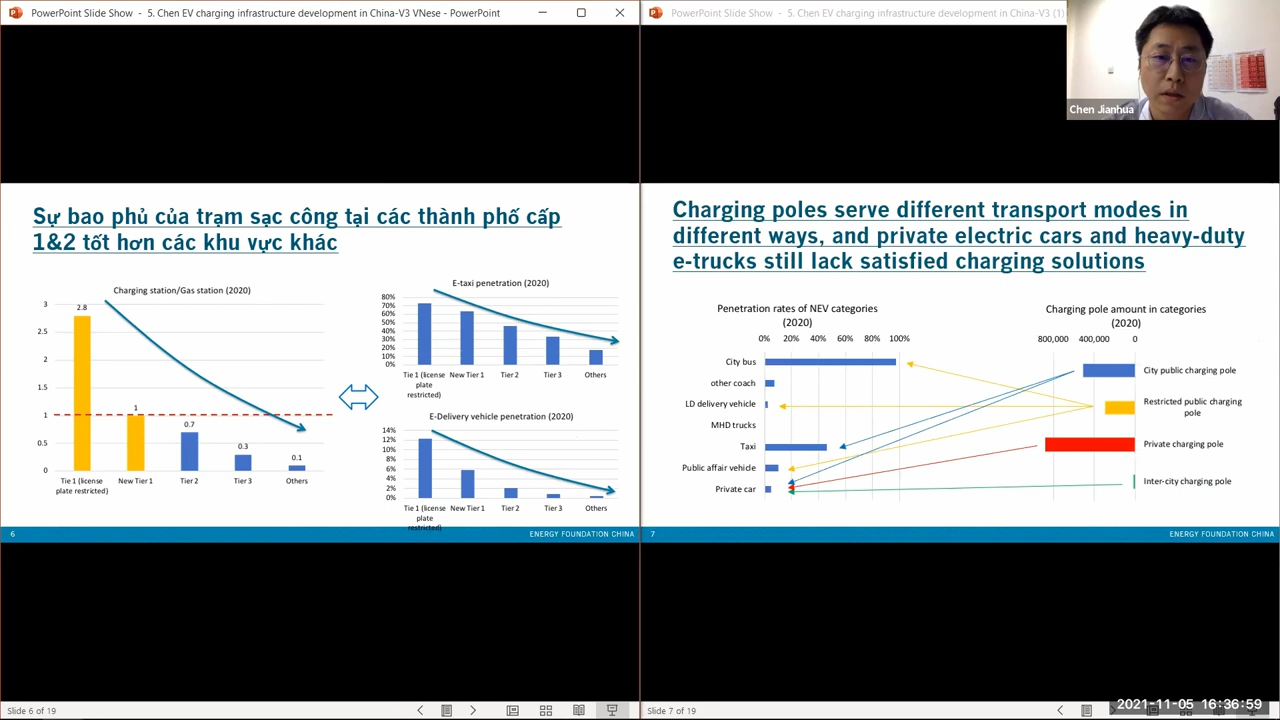 PowerPoint Slide Show - 5. Chen EV charging infrastructure development in China-V3 VNese - PowerPoint
PowerPoint Slide Show - 5. Chen EV charging infrastructure development in China-V3 (1)
Chen Jianhua
Sự bao phủ của trạm sạc công tại các thành phố cấp
1&2 tốt hơn các khu vực khác
Charging station/Gas station (2020)
3
2.5
2
1.5
1
0.5
0
2.8
1
0.7
0.3
0.1
Tie 1 (license
plate restricted)
New Tier 1
Tier 2
Tier 3
Others
E-taxi penetration (2020)
80%
70%
60%
50%
40%
30%
20%
10%
0%
Tie 1 (license
plate
restricted)
New Tier 1
Tier 2
Tier 3
Others
E-Delivery vehicle penetration (2020)
14%
12%
10%
8%
6%
4%
2%
0%
Tie 1 (license
plate
restricted)
New Tier 1
Tier 2
Tier 3
Others
6
ENERGY FOUNDATION CHINA
Charging poles serve different transport modes in
different ways, and private electric cars and heavy-duty
e-trucks still lack satisfied charging solutions
Penetration rates of NEV categories
(2020)
0% 20% 40% 60% 80% 100%
City bus
other coach
LD delivery vehicle
MHD trucks
Taxi
Public affair vehicle
Private car
Charging pole amount in categories
(2020)
800,000 400,000 0
City public charging pole
Restricted public charging
pole
Private charging pole
Inter-city charging pole
7
ENERGY FOUNDATION CHINA
Slide 6 of 19
Slide 7 of 19
2021-11-05 16:36:59